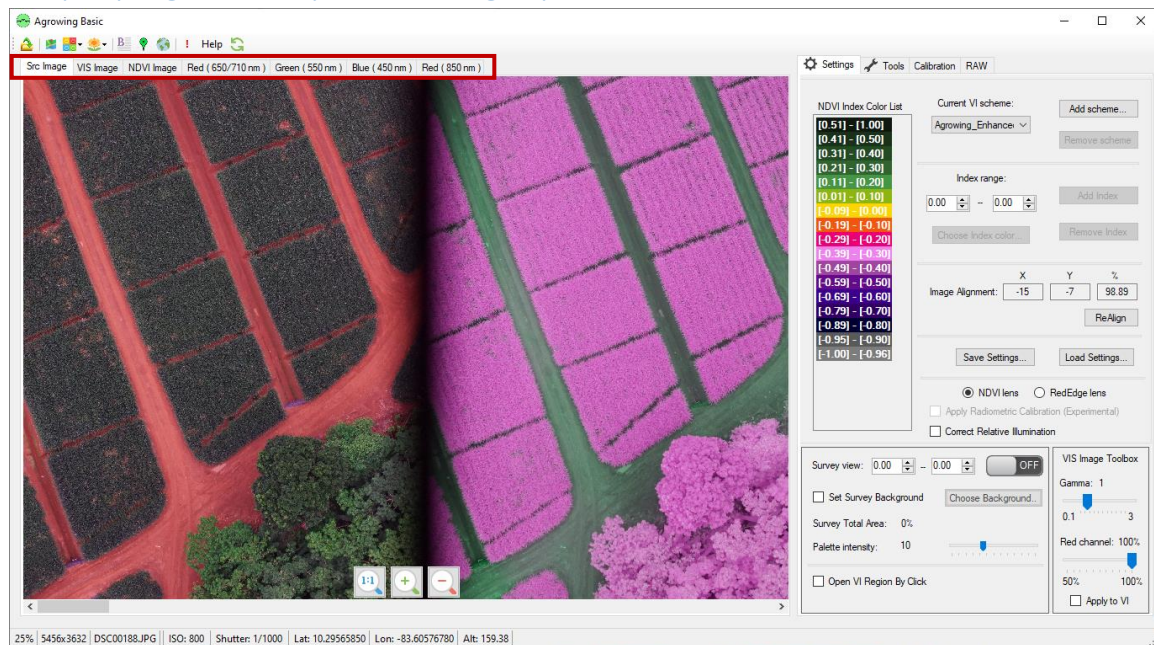 Agrowing Basic
Help
Src Image VIS Image NDVI Image Red ( 650/710 nm ) Green ( 550 nm ) Blue ( 450 nm ) Red ( 850 nm )
Settings Tools Calibration RAW
NDVI Index Color List
[0.51] - [1.00]
[0.41] - [0.50]
[0.31] - [0.40]
[0.21] - [0.30]
[0.11] - [0.20]
[0.01] - [0.10]
[-0.09] - [0.00]
[-0.19] - [-0.10]
[-0.29] - [-0.20]
[-0.39] - [-0.30]
[-0.49] - [-0.40]
[-0.59] - [-0.50]
[-0.69] - [-0.60]
[-0.79] - [-0.70]
[-0.89] - [-0.80]
[-0.95] - [-0.90]
[-1.00] - [-0.96]
Current VI scheme:
Agrowing_Enhance
Add scheme...
Remove scheme
Index range:
0.00 - 0.00
Add Index
Choose Index color...
Remove Index
X Y %
Image Alignment: -15 -7 98.89
ReAlign
Save Settings... Load Settings...
NDVI lens RedEdge lens
Apply Radiometric Calibration (Experimental)
Correct Relative Illumination
Survey view: 0.00 - 0.00 OFF
Set Survey Background Choose Background..
Survey Total Area: 0%
Palette intensity: 10
Open VI Region By Click
VIS Image Toolbox
Gamma: 1
0.1 3
Red channel: 100%
50% 100%
Apply to VI
1:1
25% 5456x3632 DSC00188.JPG ISO: 800 Shutter: 1/1000 Lat: 10.29565850 Lon: -83.60576780 Alt: 159.38